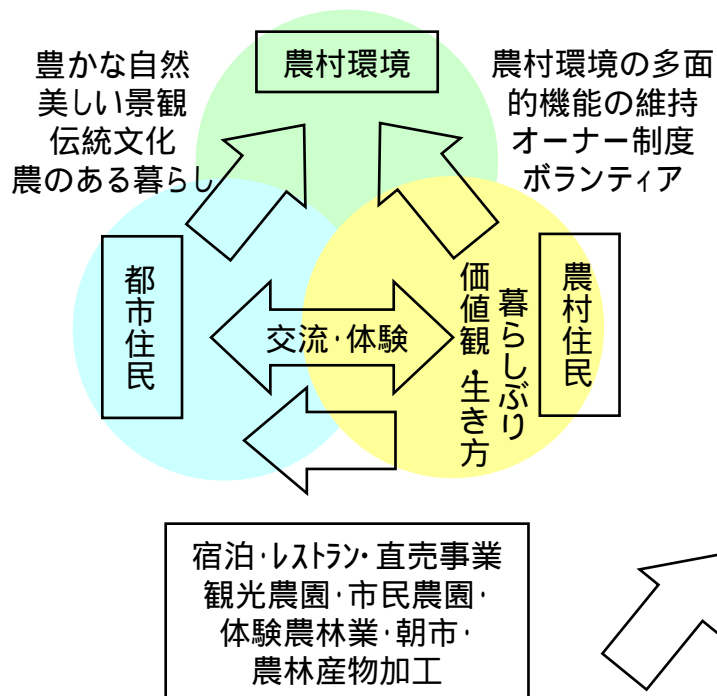 農村環境
豊かな自然
美しい景観
伝統文化
農のある暮らし
農村環境の多面
的機能の維持
オーナー制度
ボランティア
都市住民
交流・体験
暮らしぶり
価値観・生き方
農村住民
宿泊・レストラン・直売事業
観光農園・市民農園・
体験農林業・朝市・
農林産物加工